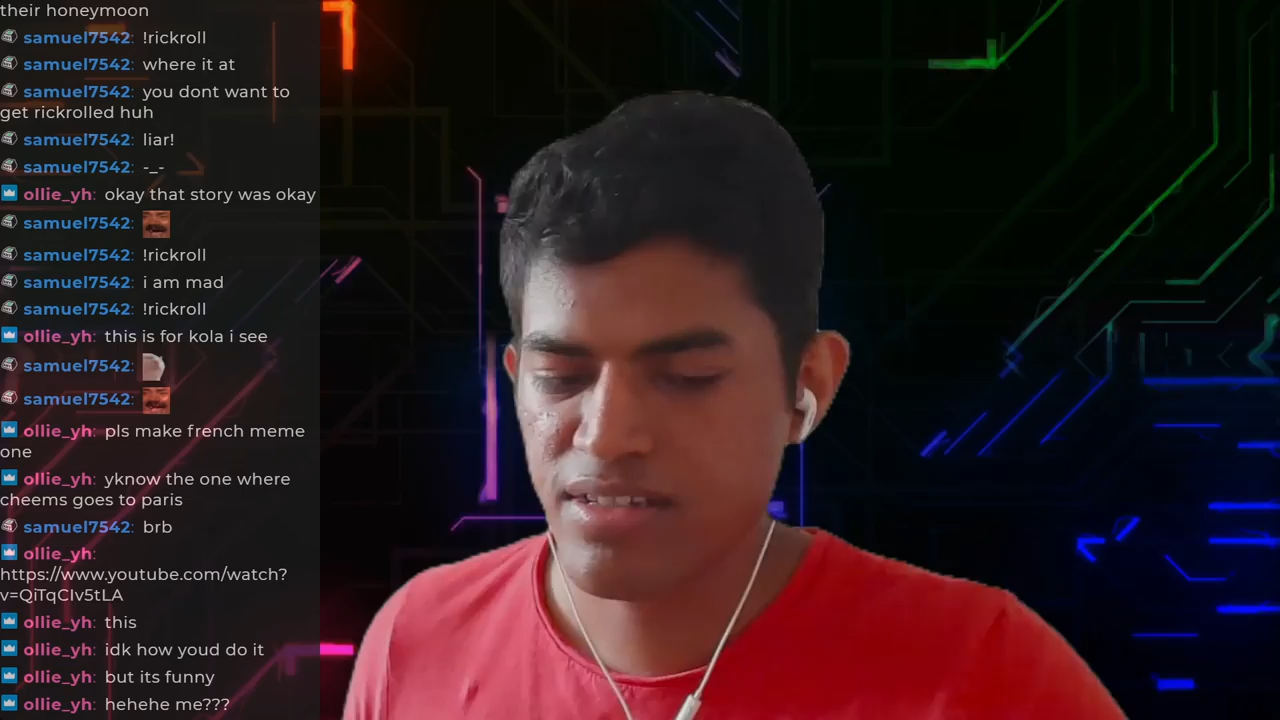 their honeymoon
samuel7542: !rickroll
samuel7542: where it at
samuel7542: you dont want to
get rickrolled huh
samuel7542: liar!
samuel7542: -_-
ollie_yh: okay that story was okay
samuel7542:
samuel7542: !rickroll
samuel7542: i am mad
samuel7542: !rickroll
ollie_yh: this is for kola i see
samuel7542:
samuel7542:
ollie_yh: pls make french meme
one
ollie_yh: yknow the one where
cheems goes to paris
samuel7542: brb
ollie_yh:
https://www.youtube.com/watch?
v=QiTqCIv5tLA
ollie_yh: this
ollie_yh: idk how youd do it
ollie_yh: but its funny
ollie_yh: hehehe me???